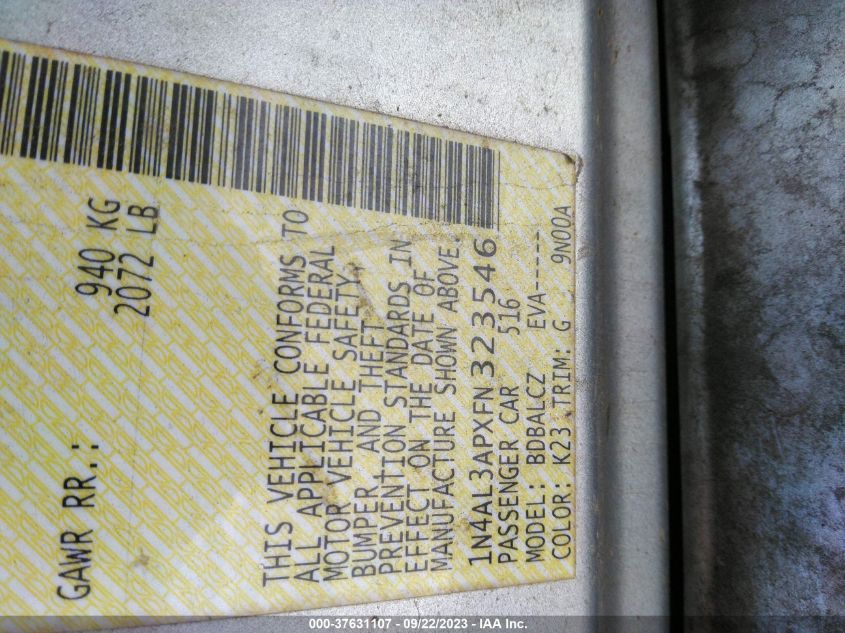 GAWR RR.: 940 KG
2072 LB
THIS VEHICLE CONFORMS TO
ALL APPLICABLE FEDERAL
MOTOR VEHICLE SAFETY,
BUMPER, AND THEFT
PREVENTION STANDARDS IN
EFFECT ON THE DATE OF
MANUFACTURE SHOWN ABOVE.
1N4AL3APXFN323546
PASSENGER CAR 516
MODEL: BDBALCZ EVA-----
COLOR: K23 TRIM: G 9N00A
000-37631107 - 09/22/2023 - IAA Inc.